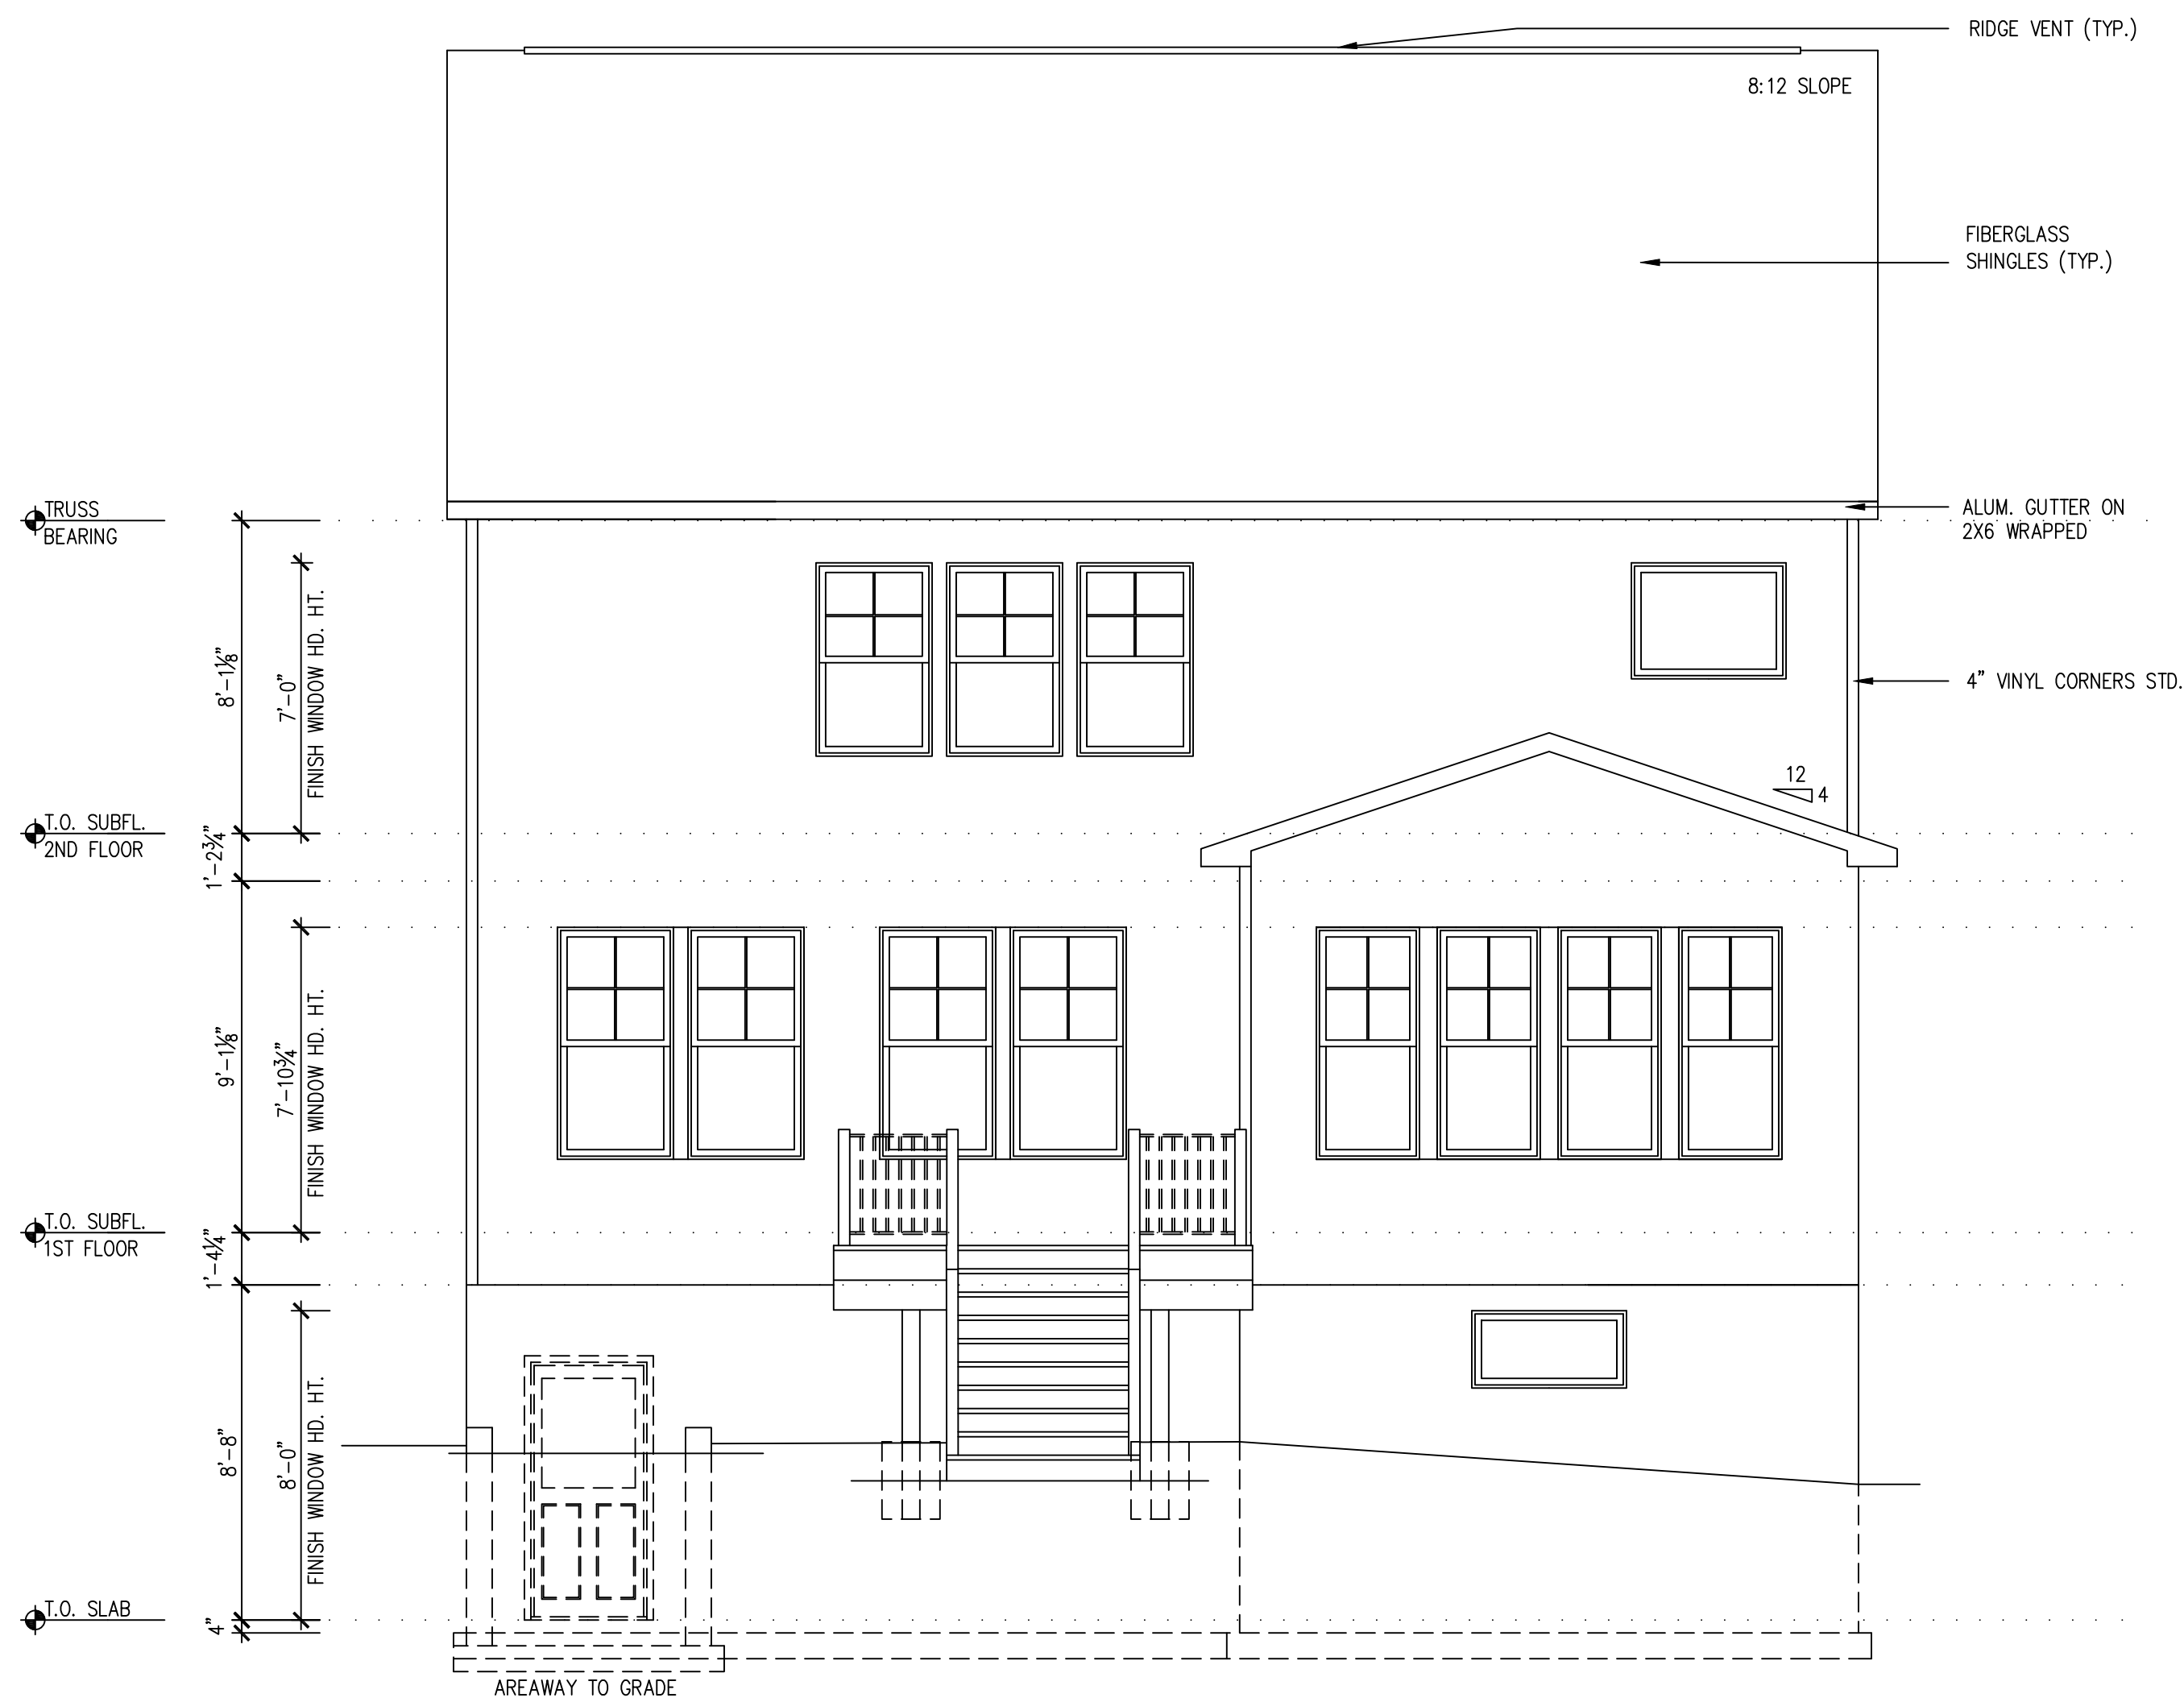 RIDGE VENT (TYP.)
8:12 SLOPE
FIBERGLASS
SHINGLES (TYP.)
TRUSS
BEARING
ALUM. GUTTER ON
2X6 WRAPPED
8'-1⅛"
7'-0"
FINISH WINDOW HD. HT.
4" VINYL CORNERS STD.
12
4
T.O. SUBFL.
2ND FLOOR
1'-2¾"
9'-1⅛"
7'-10¾"
FINISH WINDOW HD. HT.
T.O. SUBFL.
1ST FLOOR
1'-4¼"
8'-8"
8'-0"
FINISH WINDOW HD. HT.
T.O. SLAB
4"
AREAWAY TO GRADE